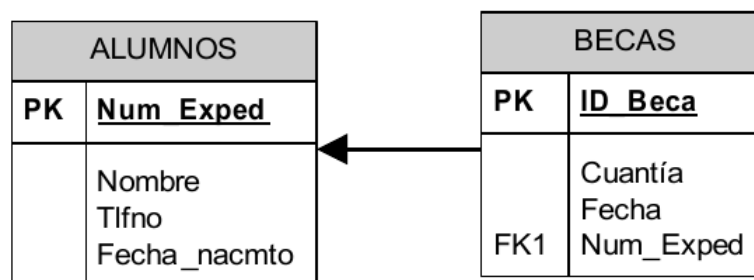 ALUMNOS
PK Num_Exped
Nombre
Tlfno
Fecha_nacmto
BECAS
PK ID_Beca
Cuantía
Fecha
FK1 Num_Exped